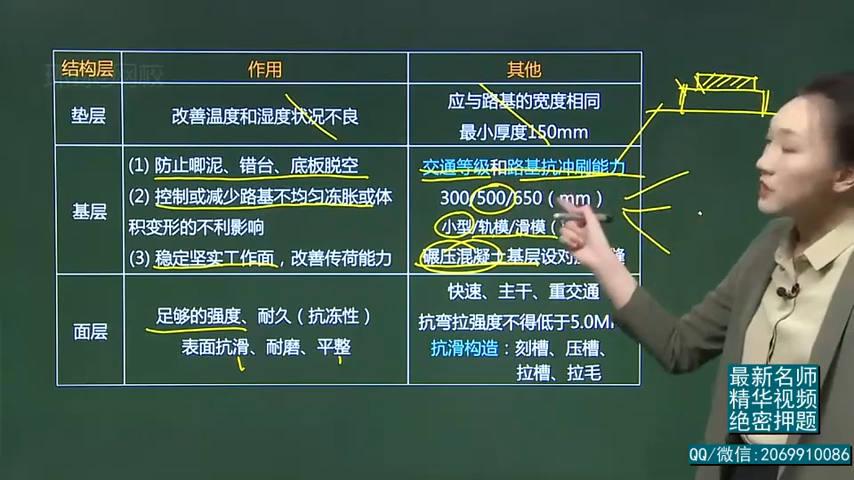 结构层 作用 其他
垫层 改善温度和湿度状况不良 应与路基的宽度相同
最小厚度150mm
基层 (1) 防止唧泥、错台、底板脱空 交通等级和路基抗冲刷能力
(2) 控制或减少路基不均匀冻胀或体 300/500/650（mm）
积变形的不利影响 小型/轨模/滑模（
(3) 稳定坚实工作面，改善传荷能力 碾压混凝土基层设
面层 足够的强度、耐久（抗冻性） 快速、主干、重交通
抗弯拉强度不得低于5.0M
表面抗滑、耐磨、平整 抗滑构造：刻槽、压槽、
拉槽、拉毛
最新名师
精华视频
绝密押题
QQ/微信:2069910086